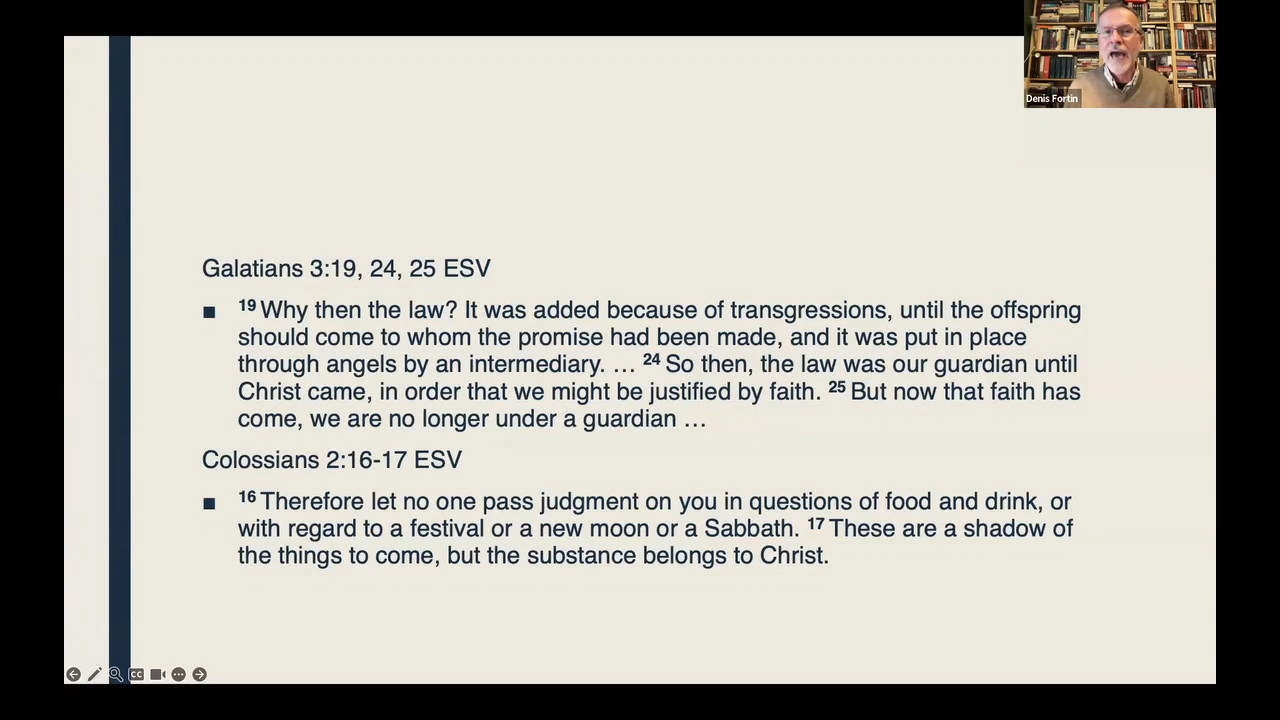 Denis Fortin
Galatians 3:19, 24, 25 ESV
■ 19 Why then the law? It was added because of transgressions, until the offspring
should come to whom the promise had been made, and it was put in place
through angels by an intermediary. … 24 So then, the law was our guardian until
Christ came, in order that we might be justified by faith. 25 But now that faith has
come, we are no longer under a guardian …
Colossians 2:16-17 ESV
■ 16 Therefore let no one pass judgment on you in questions of food and drink, or
with regard to a festival or a new moon or a Sabbath. 17 These are a shadow of
the things to come, but the substance belongs to Christ.
CC